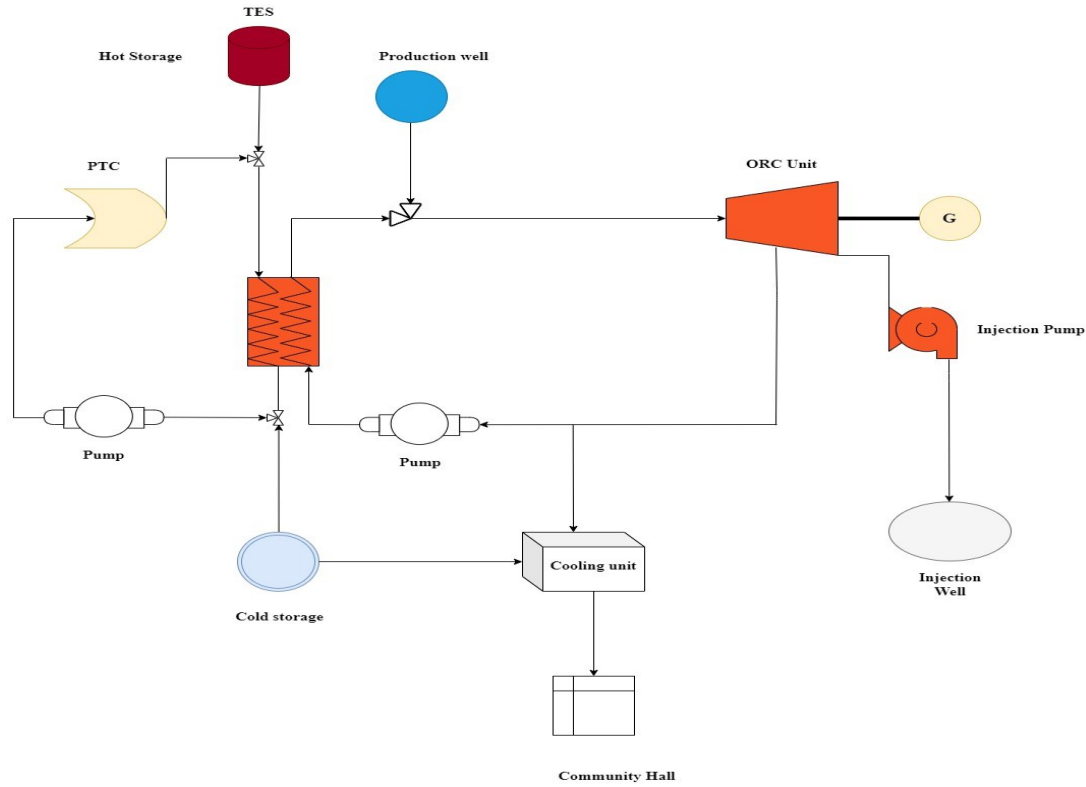 TES
Hot Storage
Production well
PTC
ORC Unit
G
Injection Pump
Pump
Pump
Cooling unit
Injection
Well
Cold storage
Community Hall